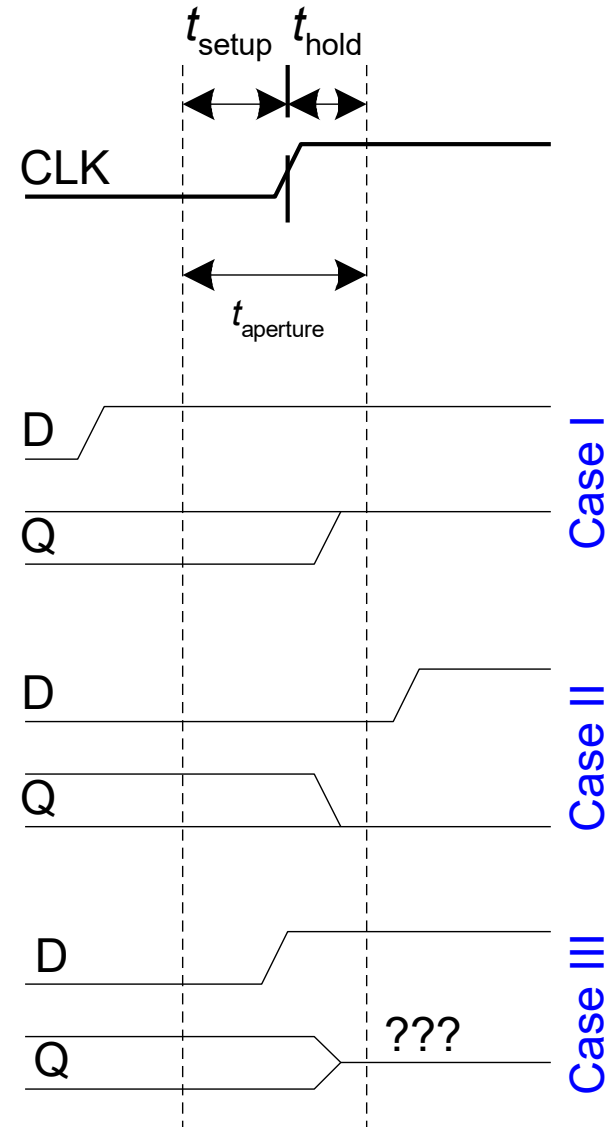 tsetup thold
CLK
taperture
D
Q
Case I
D
Q
Case II
D
Q
???
Case III